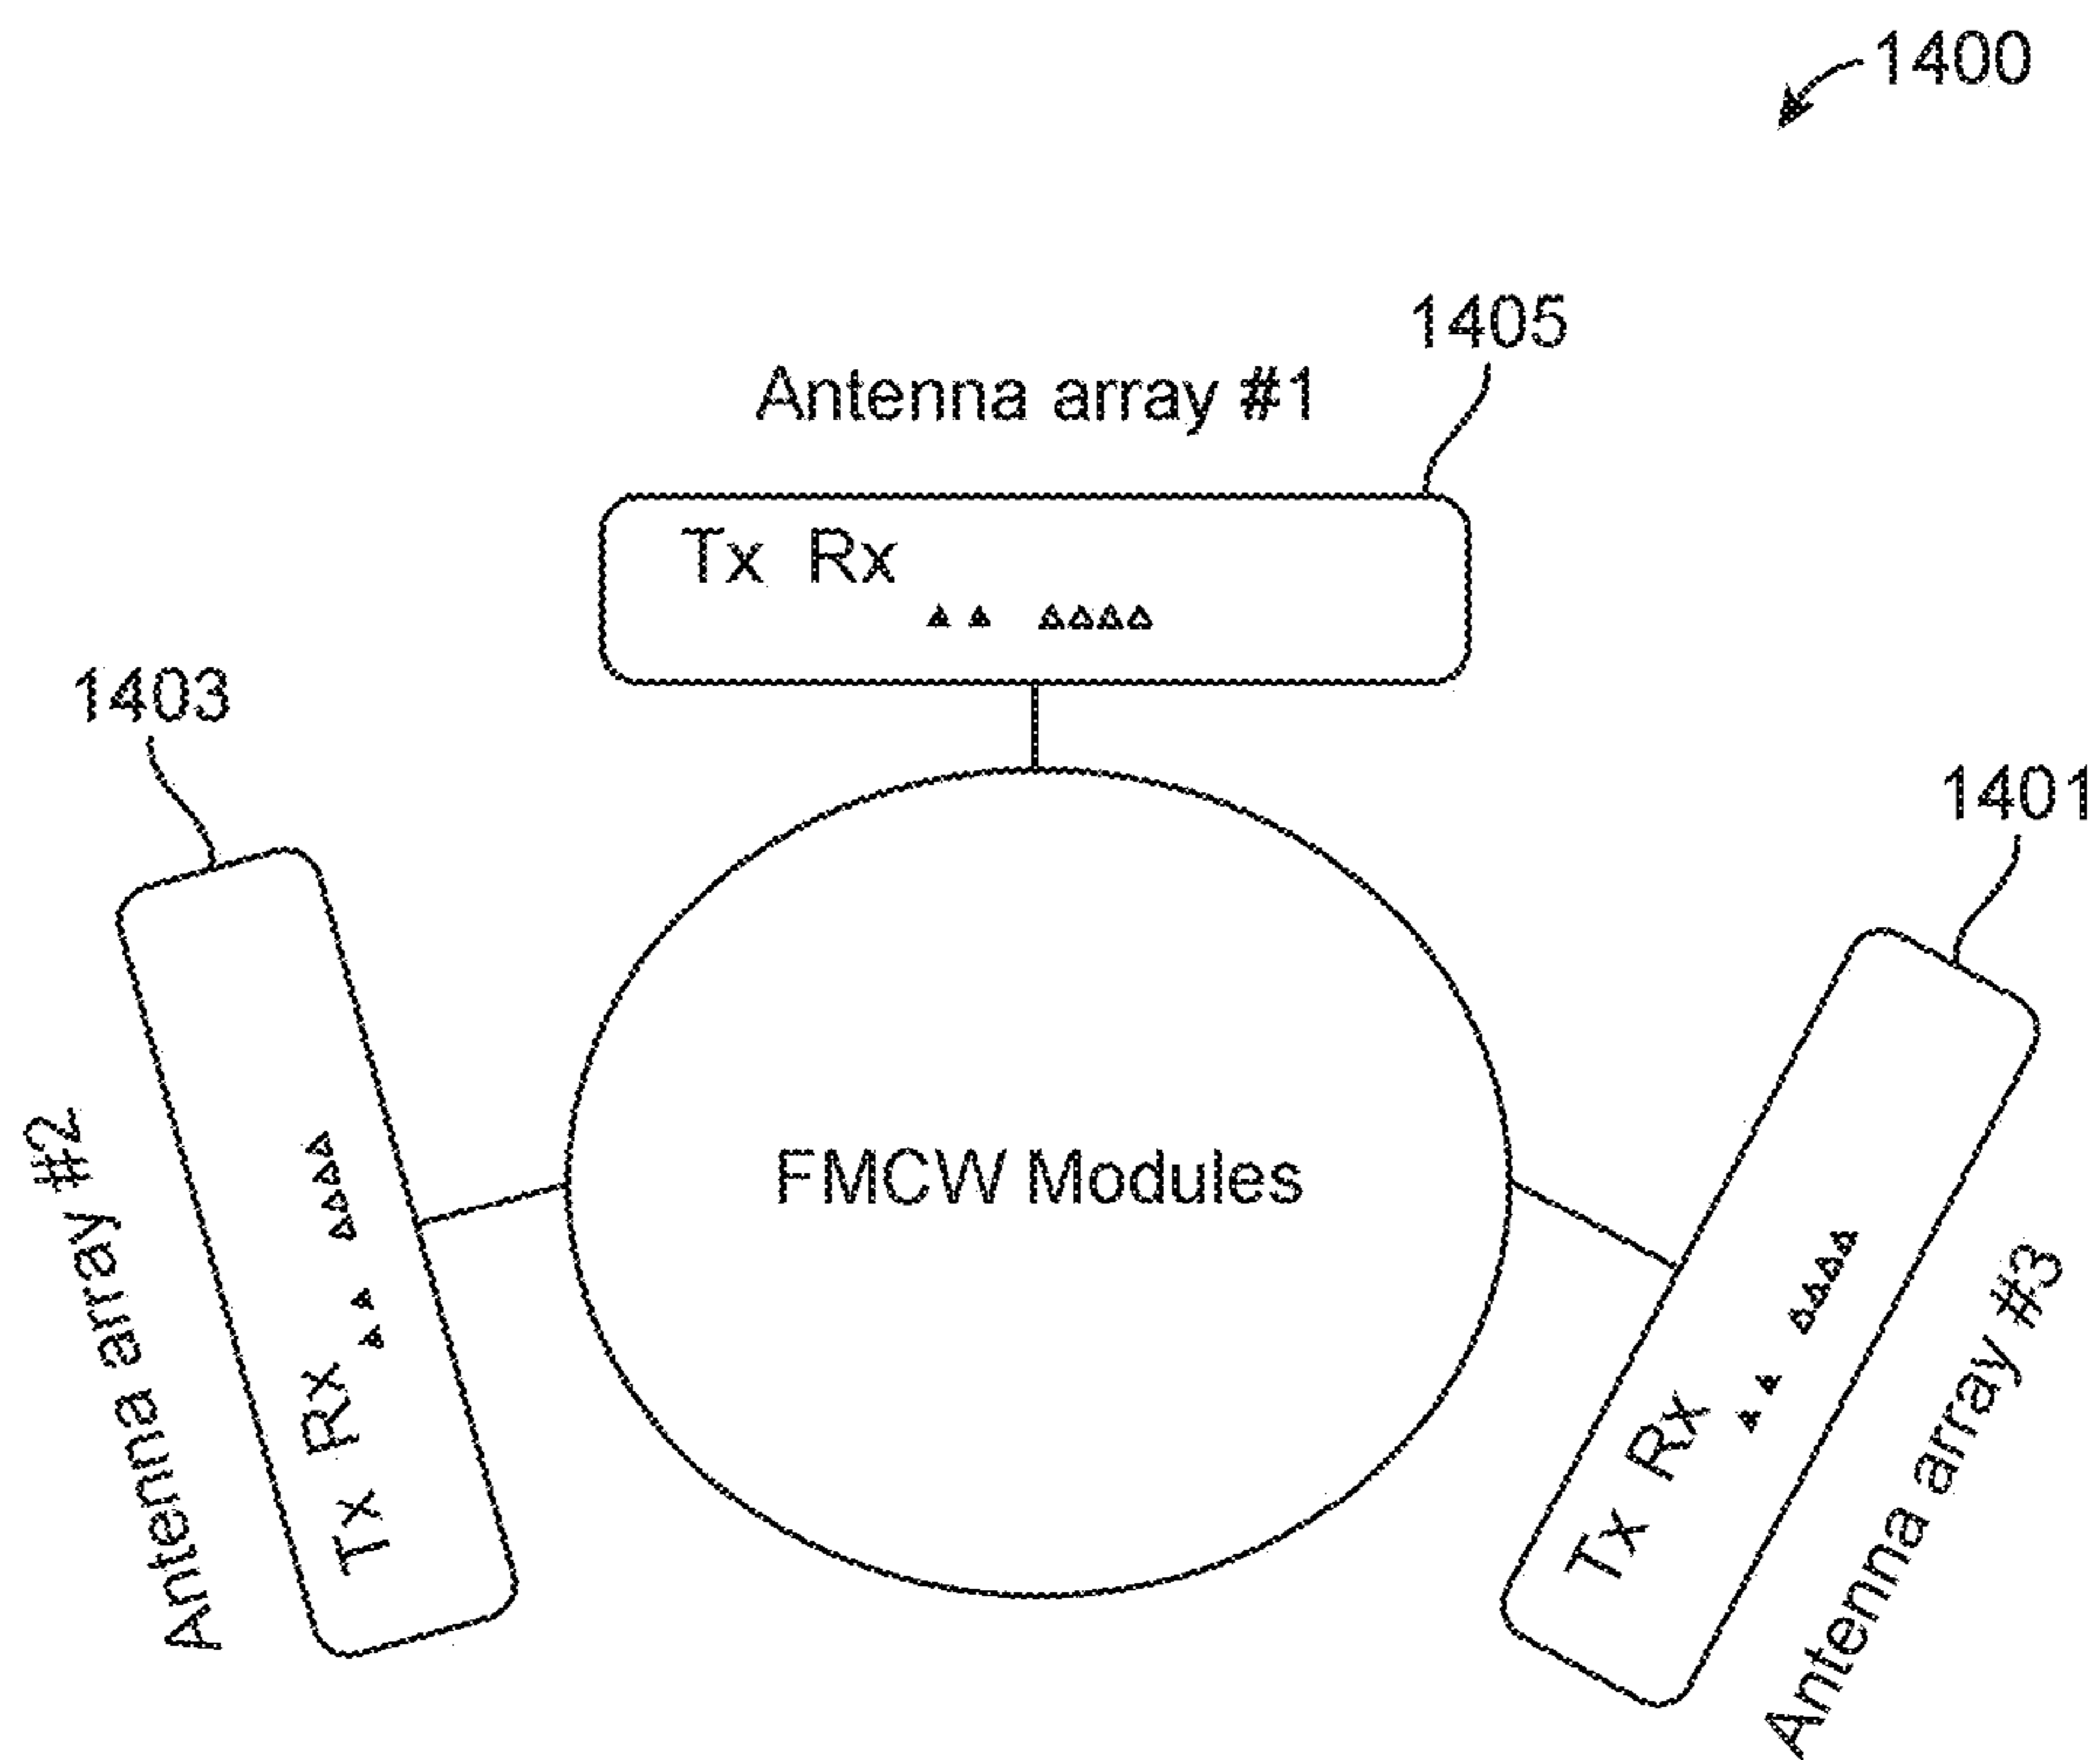 1400
1405
Antenna array #1
Tx Rx
1403
1401
FMCW Modules
Antenna array #2
Tx Rx
Tx Rx
Antenna array #3